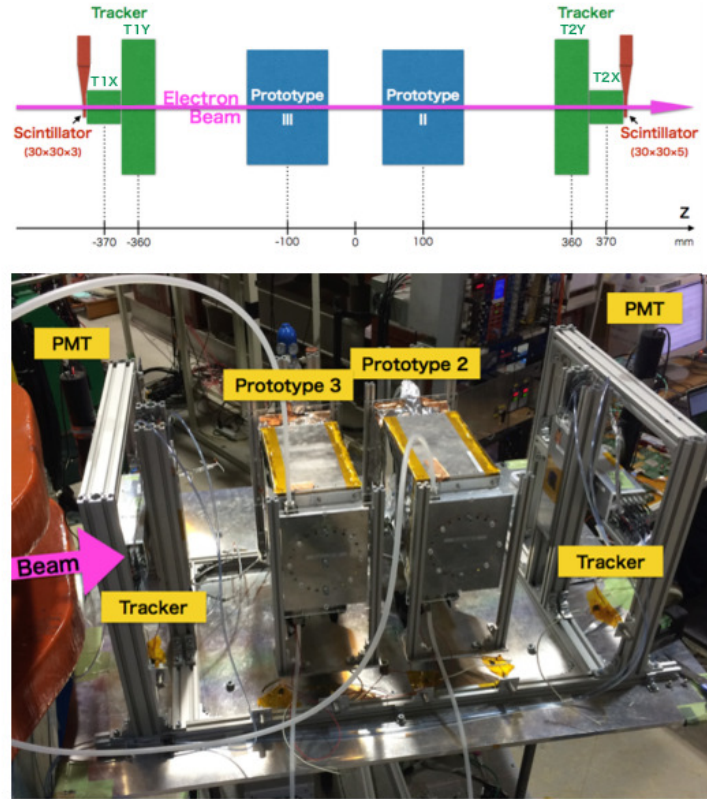 Tracker
T1Y
T1X
Electron
Beam
Prototype
III
Prototype
II
Tracker
T2Y
T2X
Scintillator
(30×30×3)
Scintillator
(30×30×5)
-370
-360
-100
0
100
360
370
Z
mm
PMT
Prototype 3
Prototype 2
PMT
Beam
Tracker
Tracker